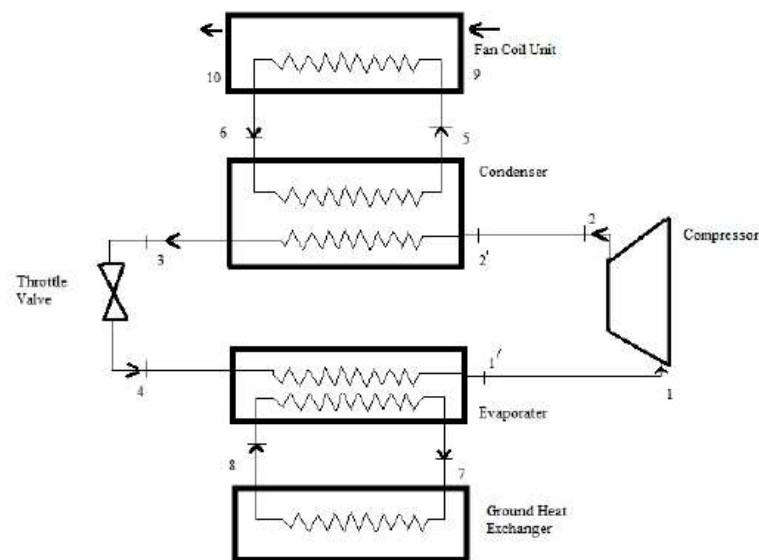 10
9
Fan Coil Unit
6
5
Condenser
3
2'
2
Compressor
Throttle
Valve
4
1'
1
Evaporater
8
7
Ground Heat
Exchanger